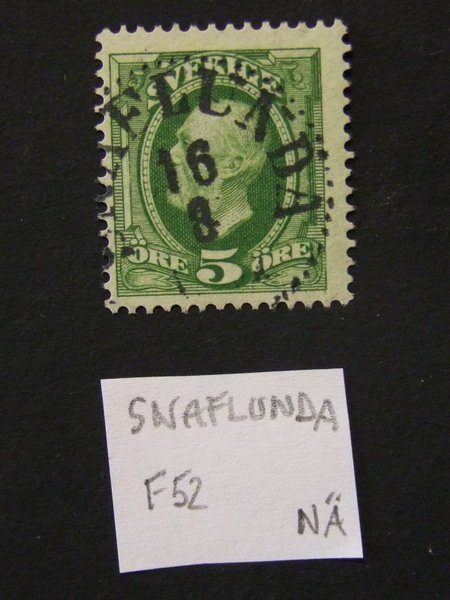 SVERIGE
16
8
ÖRE 5 ÖRE
SNAFLUNDA
F52
NÄ